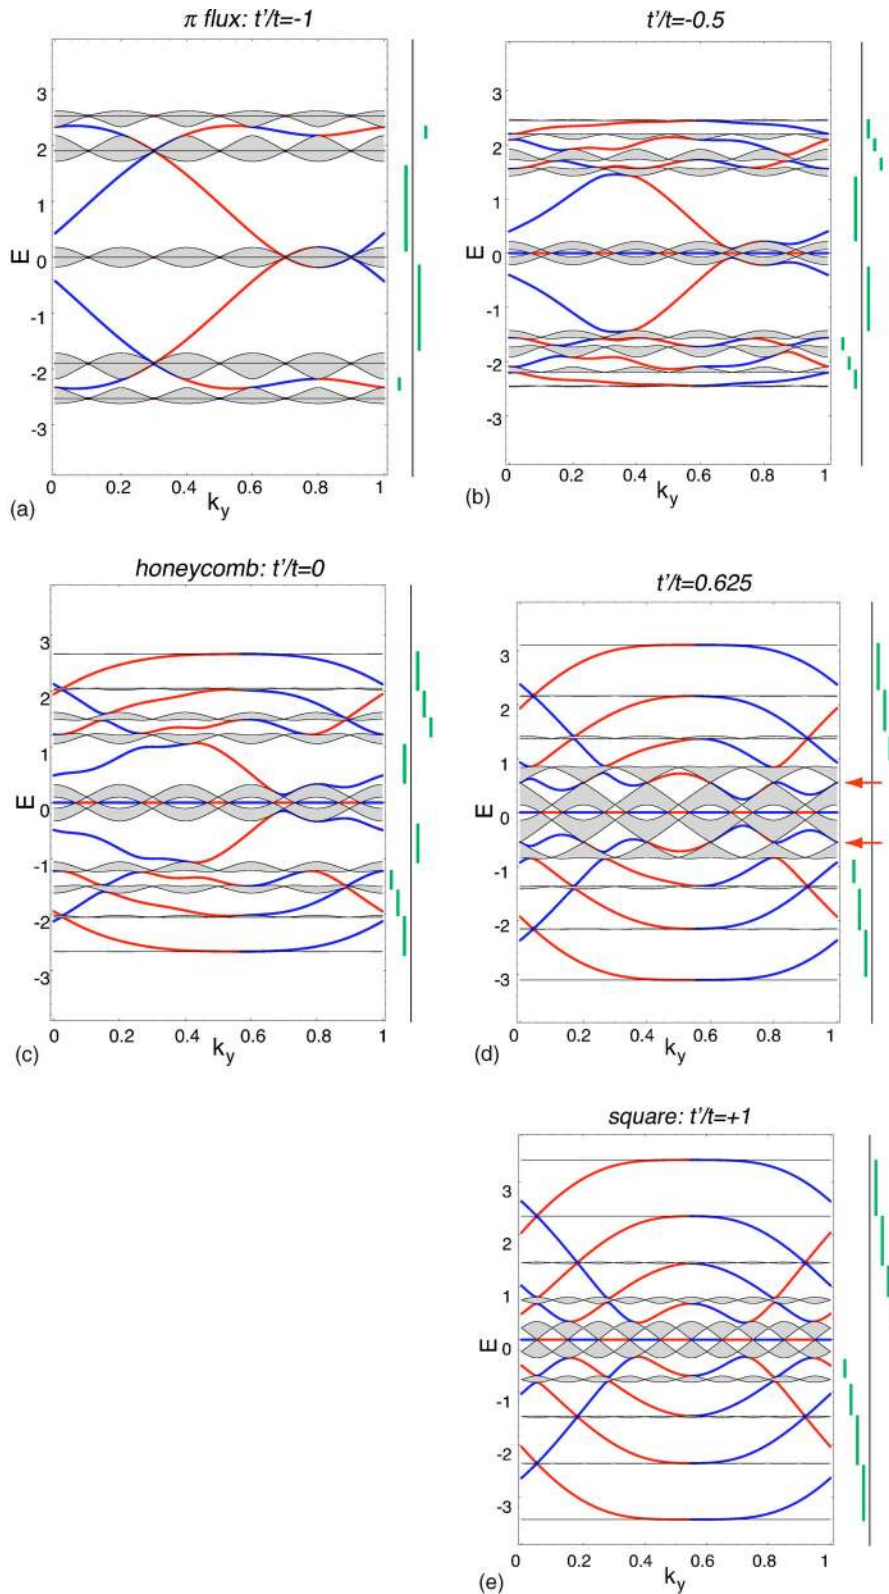 π flux: t'/t=-1
3
2
1
0
-1
-2
-3
E
0 0.2 0.4 0.6 0.8 1
k_y
(a)
t'/t=-0.5
3
2
1
0
-1
-2
-3
E
0 0.2 0.4 0.6 0.8 1
k_y
(b)
honeycomb: t'/t=0
3
2
1
0
-1
-2
-3
E
0 0.2 0.4 0.6 0.8 1
k_y
(c)
t'/t=0.625
3
2
1
0
-1
-2
-3
E
0 0.2 0.4 0.6 0.8 1
k_y
(d)
square: t'/t=+1
3
2
1
0
-1
-2
-3
E
0 0.2 0.4 0.6 0.8 1
k_y
(e)